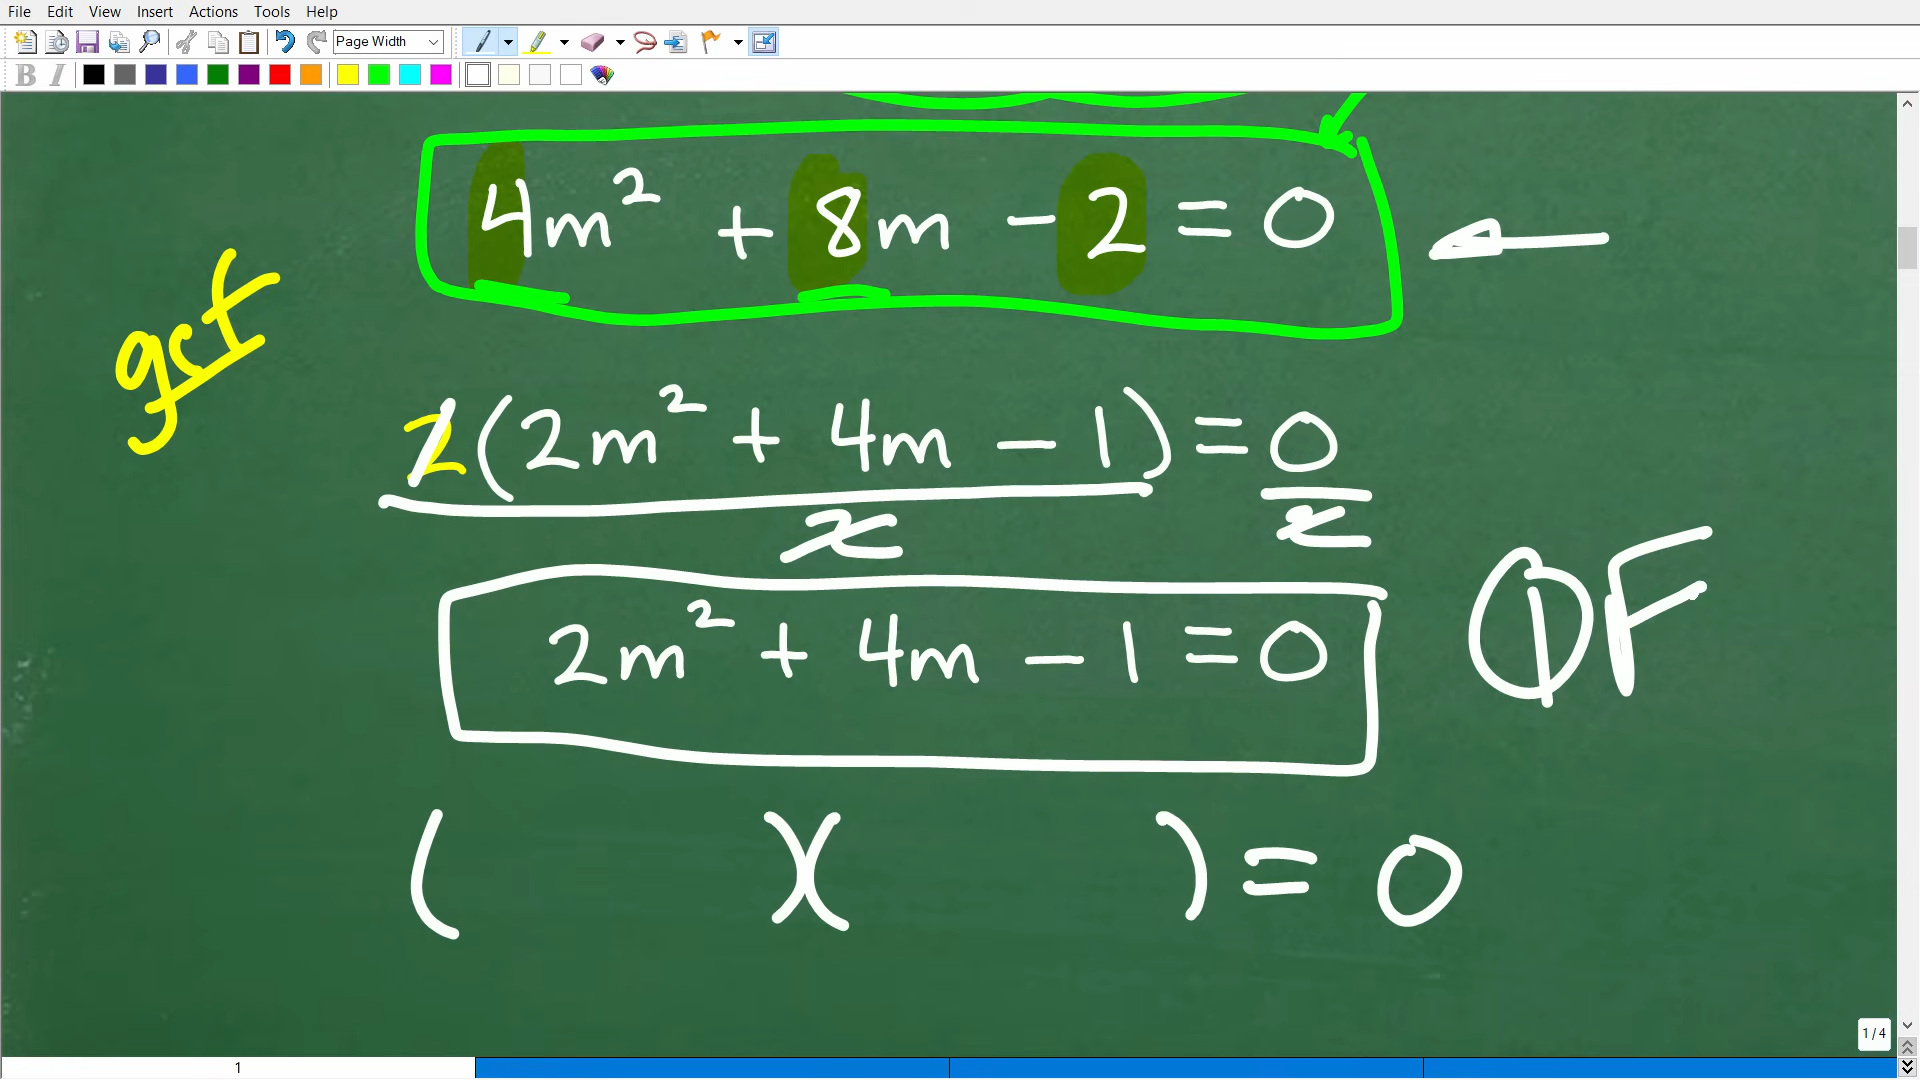 File Edit View Insert Actions Tools Help
Page Width
B I
4m² + 8m - 2 = 0
gcf
2(2m² + 4m - 1) = 0
2 2
2m² + 4m - 1 = 0
QF
( )( ) = 0
1 / 4
1